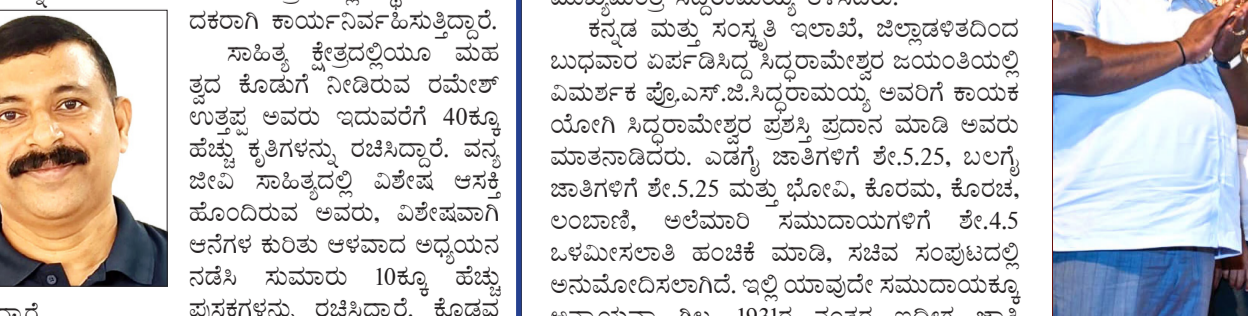 ದಕರಾಗಿ ಕಾರ್ಯನಿರ್ವಹಿಸುತ್ತಿದ್ದಾರೆ.
ಸಾಹಿತ್ಯ ಕ್ಷೇತ್ರದಲ್ಲಿಯೂ ಮಹ
ತ್ವದ ಕೊಡುಗೆ ನೀಡಿರುವ ರಮೇಶ್
ಉತ್ತಪ್ಪ ಅವರು ಇದುವರೆಗೆ 40ಕ್ಕೂ
ಹೆಚ್ಚು ಕೃತಿಗಳನ್ನು ರಚಿಸಿದ್ದಾರೆ. ವನ್ಯ
ಜೀವಿ ಸಾಹಿತ್ಯದಲ್ಲಿ ವಿಶೇಷ ಆಸಕ್ತಿ
ಹೊಂದಿರುವ ಅವರು, ವಿಶೇಷವಾಗಿ
ಆನೆಗಳ ಕುರಿತು ಆಳವಾದ ಅಧ್ಯಯನ
ನಡೆಸಿ ಸುಮಾರು 10ಕ್ಕೂ ಹೆಚ್ಚು
ಪುಸ್ತಕಗಳನ್ನು ರಚಿಸಿದ್ದಾರೆ. ಕೊಡವ
ಕನ್ನಡ ಮತ್ತು ಸಂಸ್ಕೃತಿ ಇಲಾಖೆ, ಜಿಲ್ಲಾಡಳಿತದಿಂದ
ಬುಧವಾರ ಏರ್ಪಡಿಸಿದ್ದ ಸಿದ್ಧರಾಮೇಶ್ವರ ಜಯಂತಿಯಲ್ಲಿ
ವಿಮರ್ಶಕ ಪ್ರೊ.ಎಸ್.ಜಿ.ಸಿದ್ಧರಾಮಯ್ಯ ಅವರಿಗೆ ಕಾಯಕ
ಯೋಗಿ ಸಿದ್ಧರಾಮೇಶ್ವರ ಪ್ರಶಸ್ತಿ ಪ್ರದಾನ ಮಾಡಿ ಅವರು
ಮಾತನಾಡಿದರು. ಎಡಗೈ ಜಾತಿಗಳಿಗೆ ಶೇ.5.25, ಬಲಗೈ
ಜಾತಿಗಳಿಗೆ ಶೇ.5.25 ಮತ್ತು ಭೋವಿ, ಕೊರಮ, ಕೊರಚ,
ಲಂಬಾಣಿ, ಅಲೆಮಾರಿ ಸಮುದಾಯಗಳಿಗೆ ಶೇ.4.5
ಒಳಮೀಸಲಾತಿ ಹಂಚಿಕೆ ಮಾಡಿ, ಸಚಿವ ಸಂಪುಟದಲ್ಲಿ
ಅನುಮೋದಿಸಲಾಗಿದೆ. ಇಲ್ಲಿ ಯಾವುದೇ ಸಮುದಾಯಕ್ಕೂ